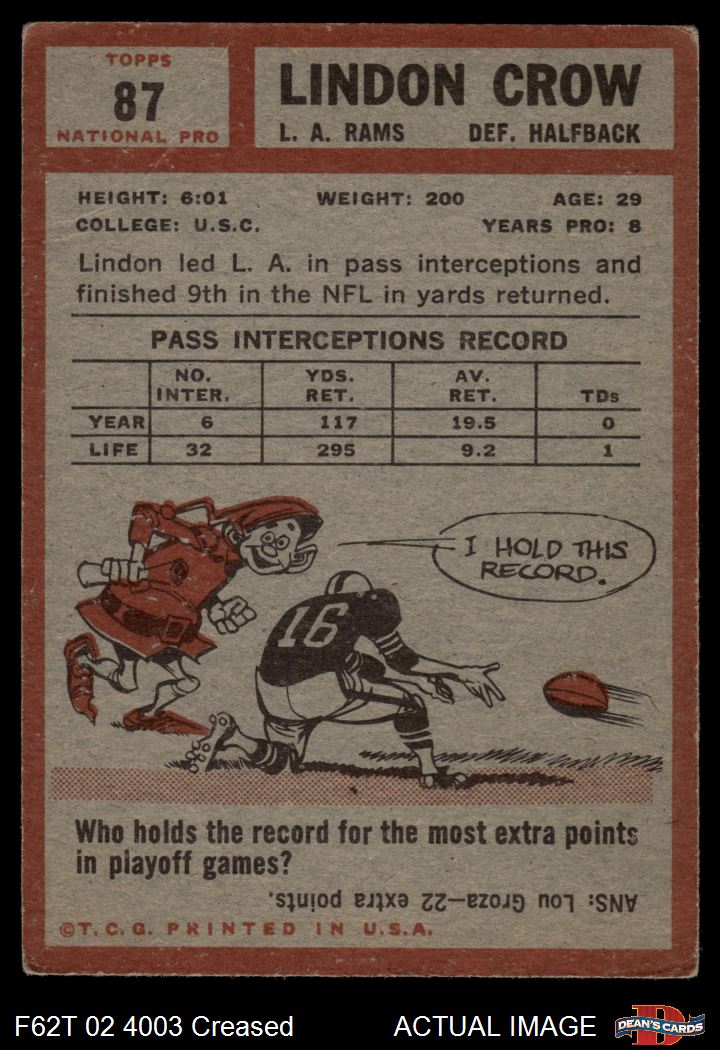 TOPPS
87
NATIONAL PRO
LINDON CROW
L. A. RAMS DEF. HALFBACK
HEIGHT: 6:01 WEIGHT: 200 AGE: 29
COLLEGE: U.S.C. YEARS PRO: 8
Lindon led L. A. in pass interceptions and
finished 9th in the NFL in yards returned.
PASS INTERCEPTIONS RECORD
NO. INTER. YDS. RET. AV. RET. TDs
YEAR 6 117 19.5 0
LIFE 32 295 9.2 1
I HOLD THIS
RECORD.
16
Who holds the record for the most extra points
in playoff games?
ANS: Lou Groza—22 extra points.
©T.C.G. PRINTED IN U.S.A.
F62T 02 4003 Creased ACTUAL IMAGE DEAN'S CARDS